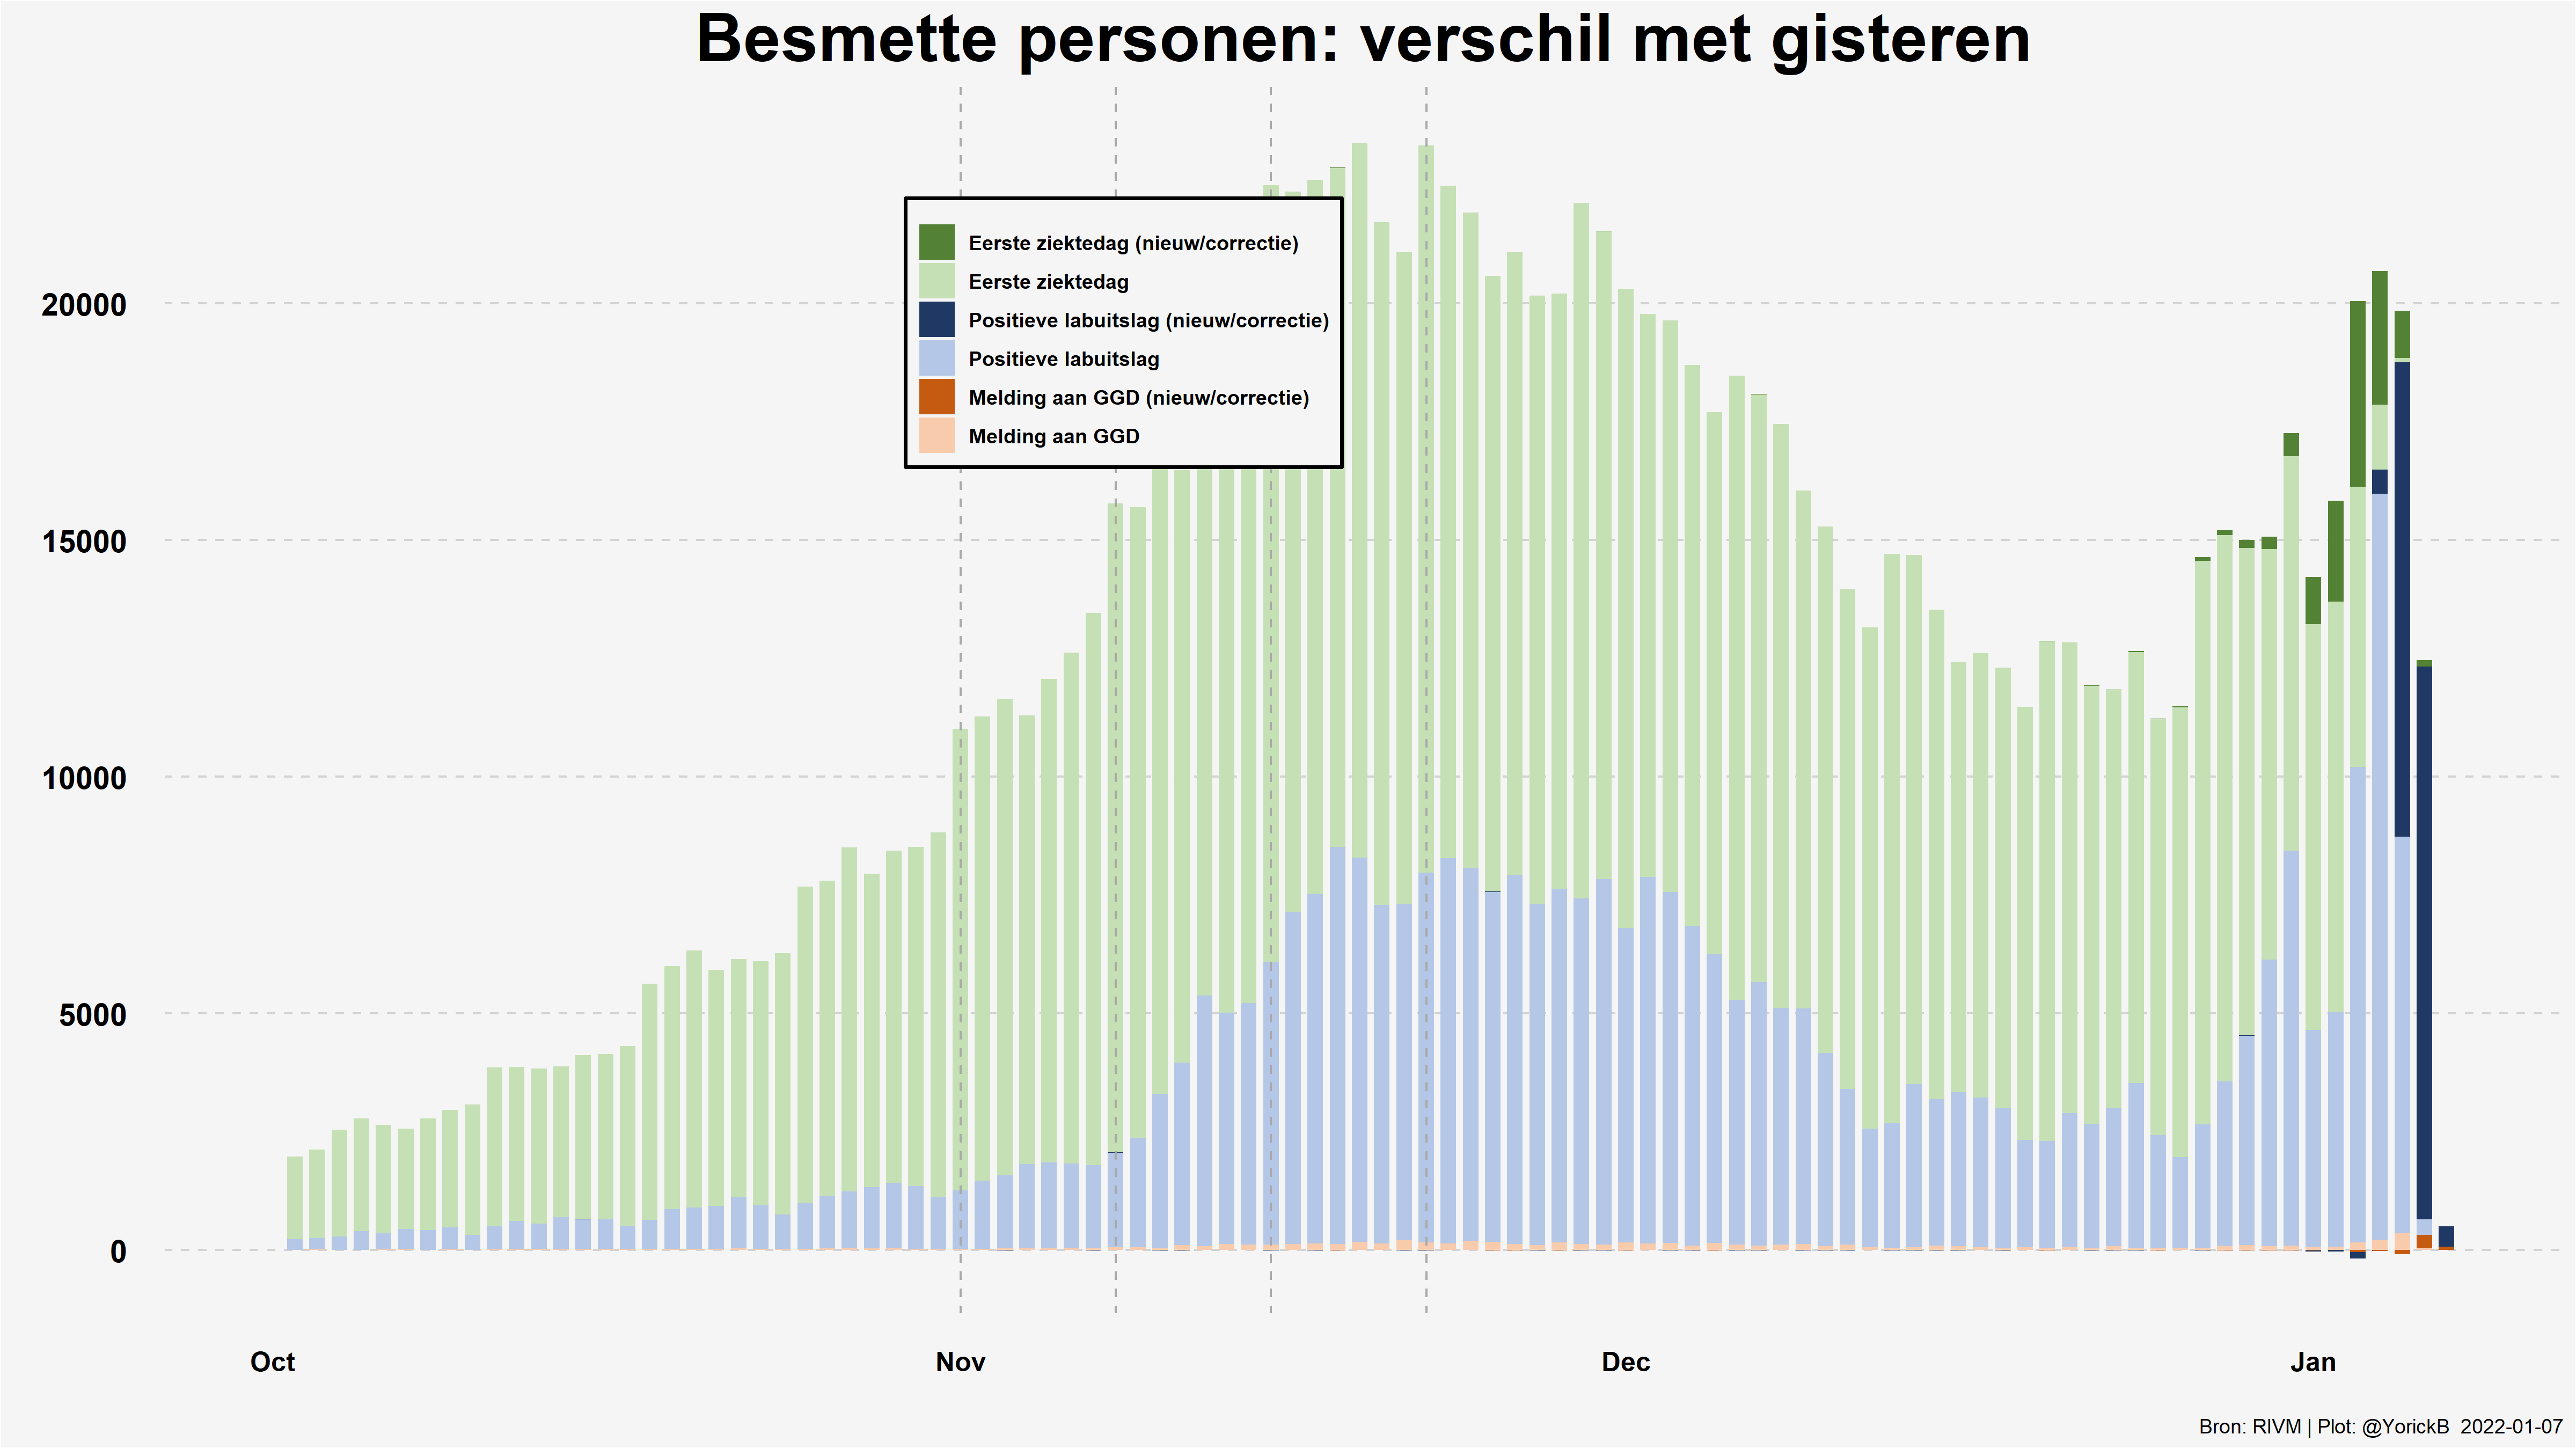 Besmette personen: verschil met gisteren
Eerste ziektedag (nieuw/correctie)
Eerste ziektedag
Positieve labuitslag (nieuw/correctie)
Positieve labuitslag
Melding aan GGD (nieuw/correctie)
Melding aan GGD
20000
15000
10000
5000
0
Oct Nov Dec Jan
Bron: RIVM | Plot: @YorickB 2022-01-07